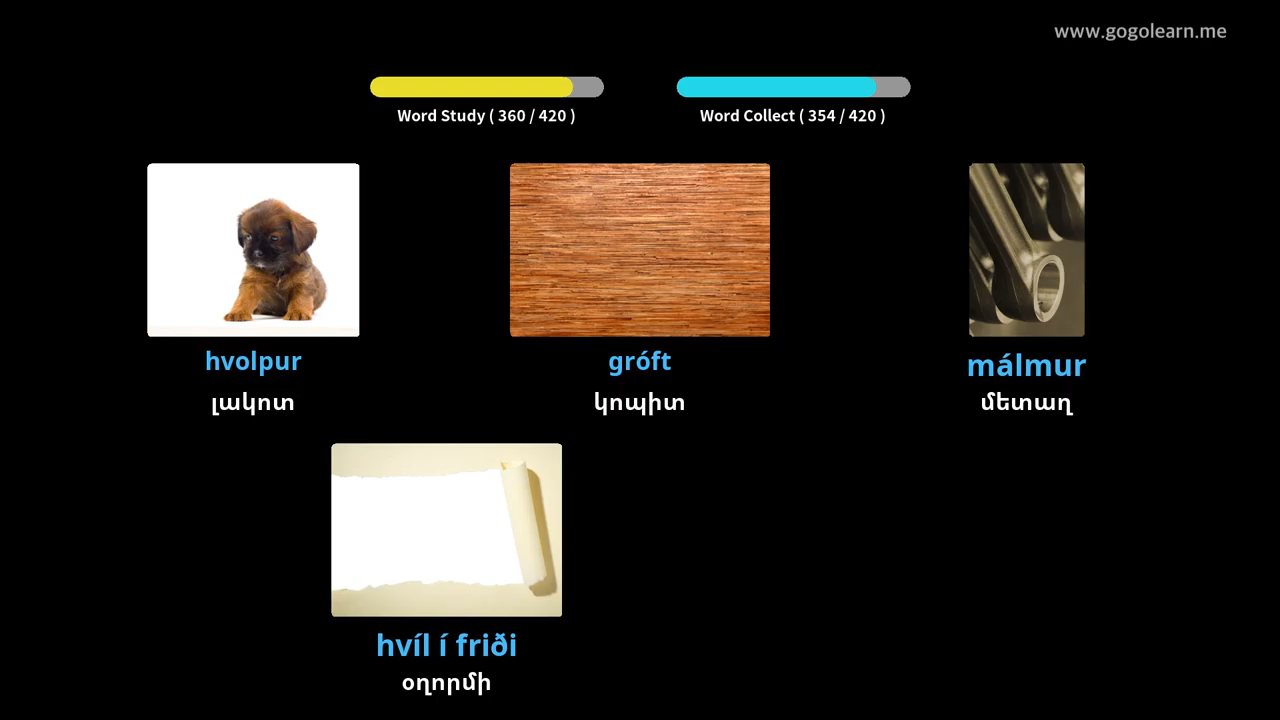 www.gogolearn.me
Word Study ( 360 / 420 )
Word Collect ( 354 / 420 )
hvolpur
լակոտ
gróft
կոպիտ
málmur
մետաղ
hvíl í friði
օղորմի